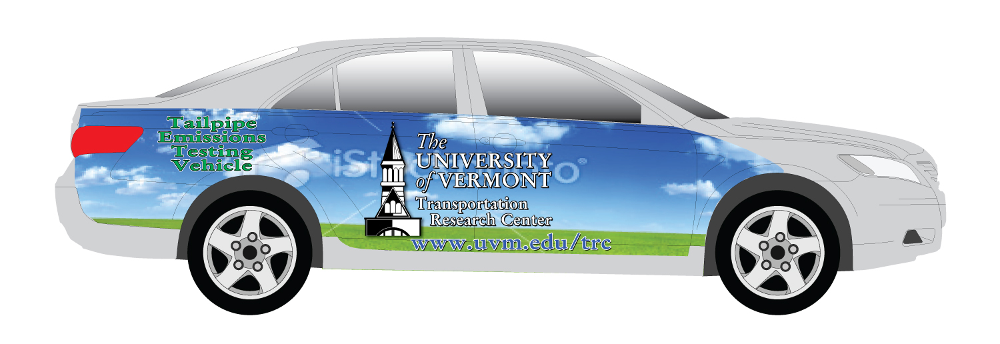 Tailpipe
Emissions
Testing
Vehicle
The
UNIVERSITY
of VERMONT
Transportation
Research Center
www.uvm.edu/trc